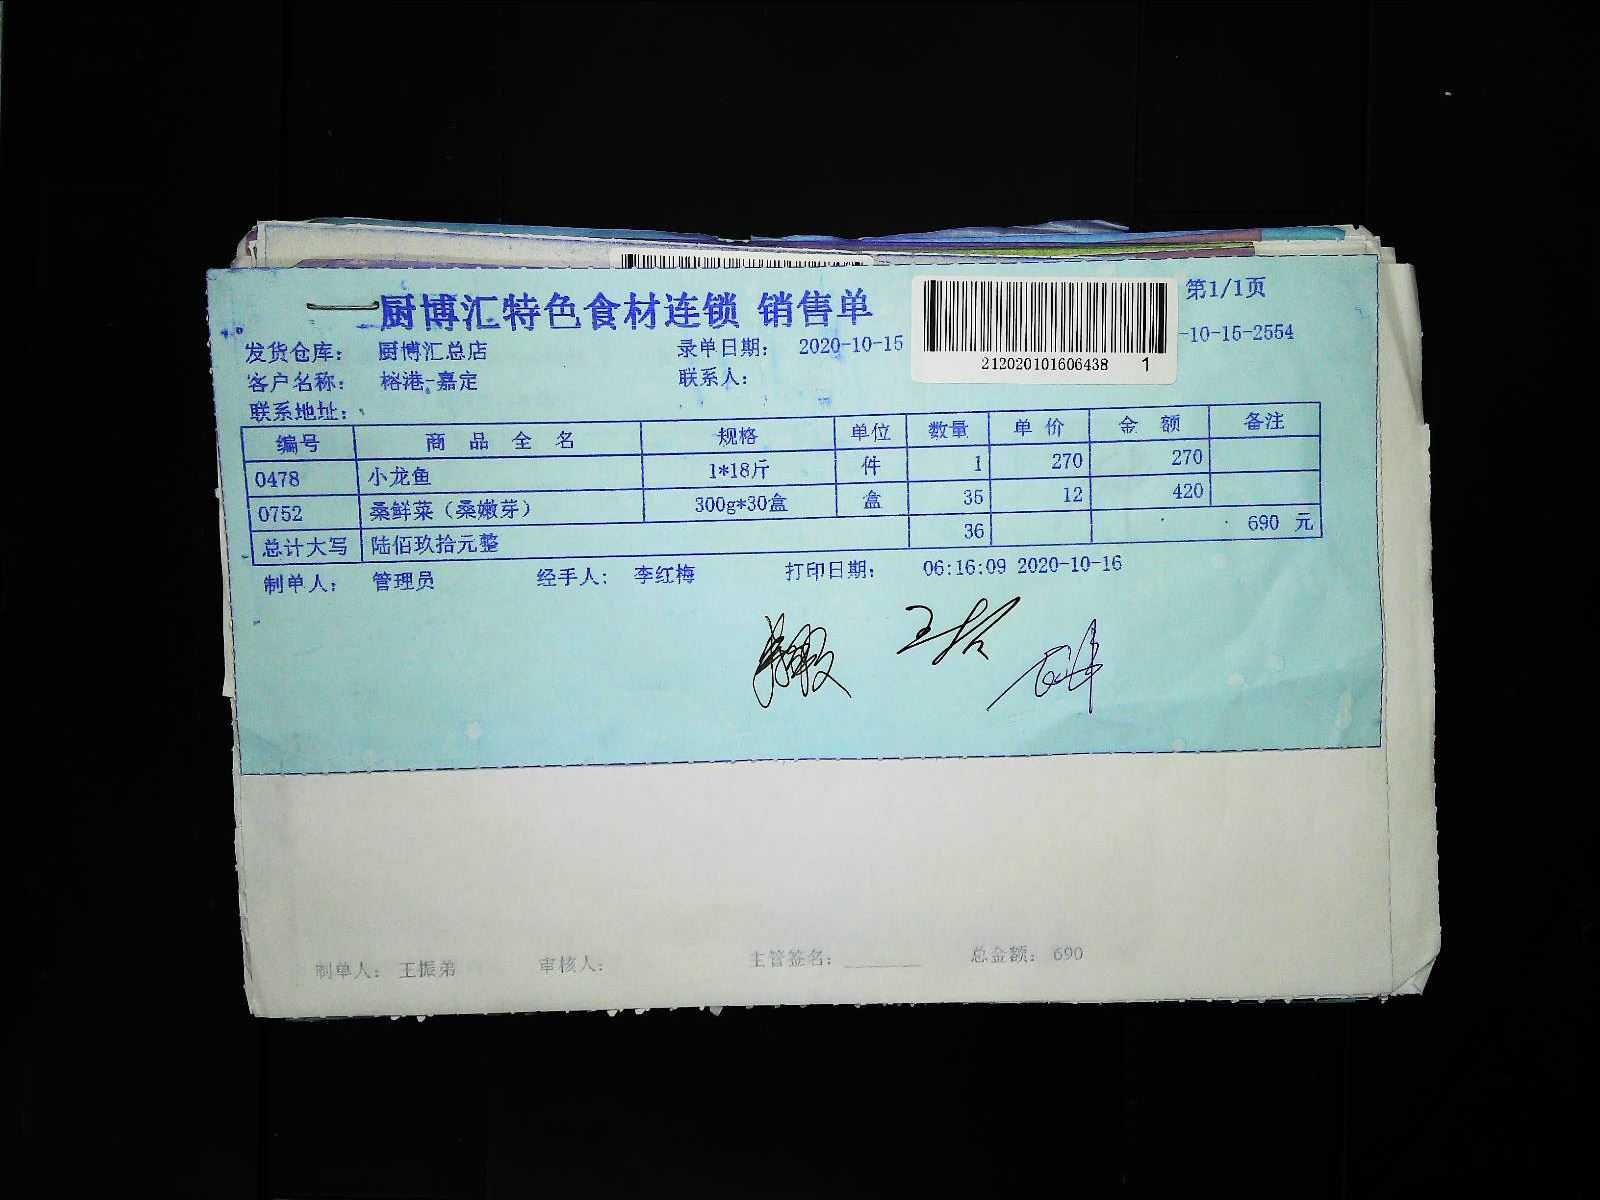 厨博汇特色食材连锁 销售单 第1/1页
发货仓库： 厨博汇总店 录单日期： 2020-10-15 -10-15-2554
212020101606438 1
客户名称： 榕港-嘉定 联系人：
联系地址：
编号 商品全名 规格 单位 数量 单价 金额 备注
0478 小龙鱼 1*18斤 件 1 270 270
0752 桑鲜菜（桑嫩芽） 300g*30盒 盒 35 12 420
总计大写 陆佰玖拾元整 36 690 元
制单人： 管理员 经手人： 李红梅 打印日期： 06:16:09 2020-10-16
制单人： 王振弟 审核人： 主管签名： 总金额： 690